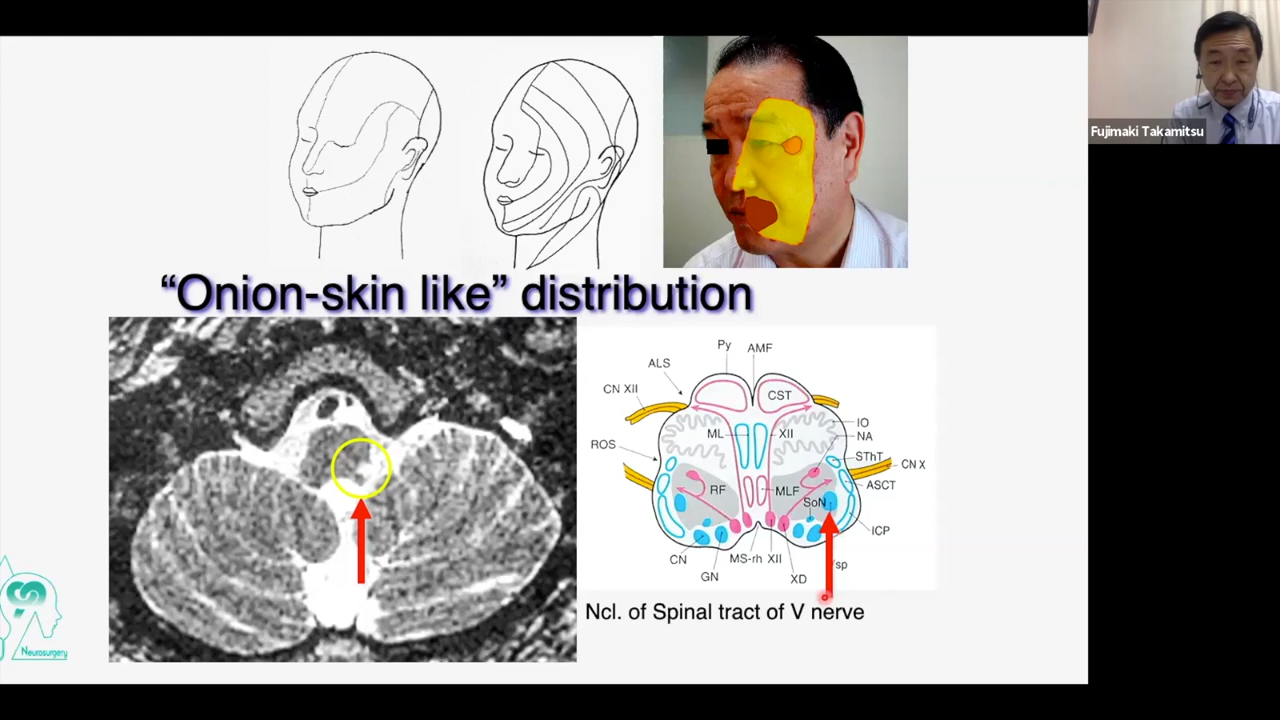 Fujimaki Takamitsu
“Onion-skin like” distribution
Py
AMF
ALS
CN XII
CST
IO
ML
XII
NA
ROS
SThT
CN X
ASCT
RF
MLF
SoN
ICP
CN
MS-rh
XII
sp
GN
XD
Ncl. of Spinal tract of V nerve
Neurosurgery